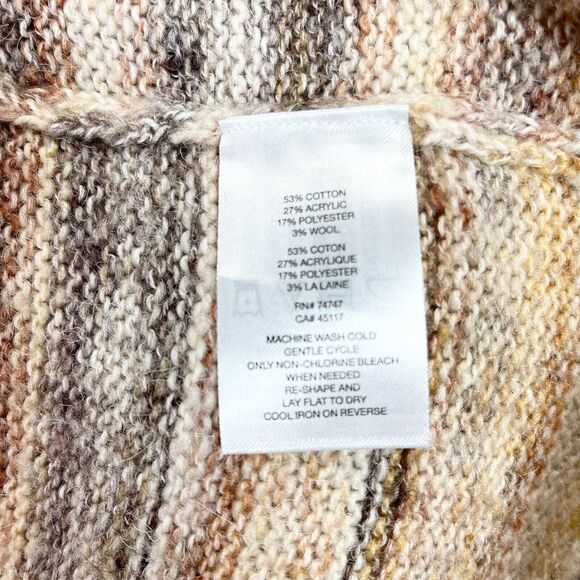 53% COTTON
27% ACRYLIC
17% POLYESTER
3% WOOL
53% COTON
27% ACRYLIQUE
17% POLYESTER
3% LA LAINE
RN# 74747
CA# 45117
MACHINE WASH COLD
GENTLE CYCLE
ONLY NON-CHLORINE BLEACH
WHEN NEEDED
RE-SHAPE AND
LAY FLAT TO DRY
COOL IRON ON REVERSE